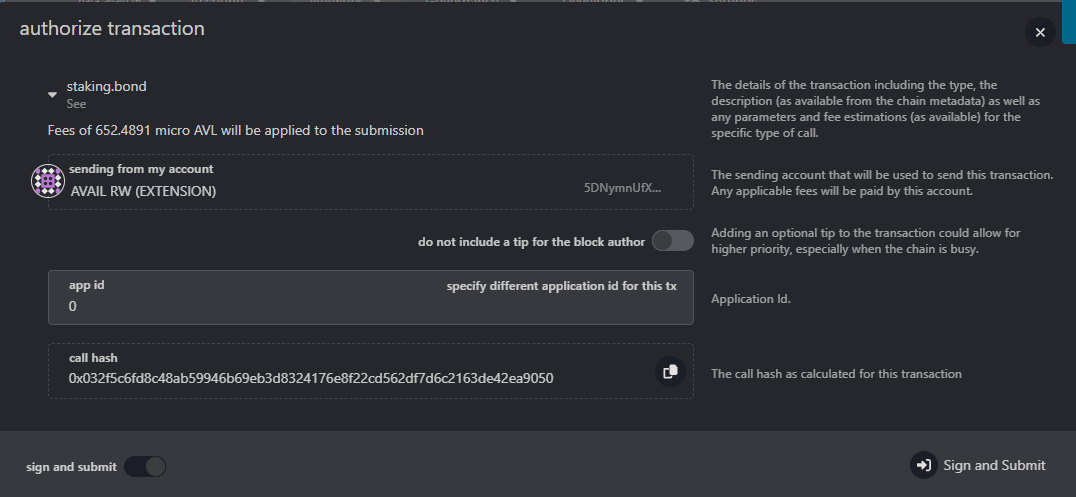 authorize transaction
staking.bond
See
The details of the transaction including the type, the
description (as available from the chain metadata) as well as
any parameters and fee estimations (as available) for the
specific type of call.
Fees of 652.4891 micro AVL will be applied to the submission
sending from my account
AVAIL RW (EXTENSION)
5DNymnUfX...
The sending account that will be used to send this transaction.
Any applicable fees will be paid by this account.
do not include a tip for the block author
Adding an optional tip to the transaction could allow for
higher priority, especially when the chain is busy.
app id
specify different application id for this tx
0
Application Id.
call hash
0x032f5c6fd8c48ab59946b69eb3d8324176e8f22cd562df7d6c2163de42ea9050
The call hash as calculated for this transaction
sign and submit
Sign and Submit